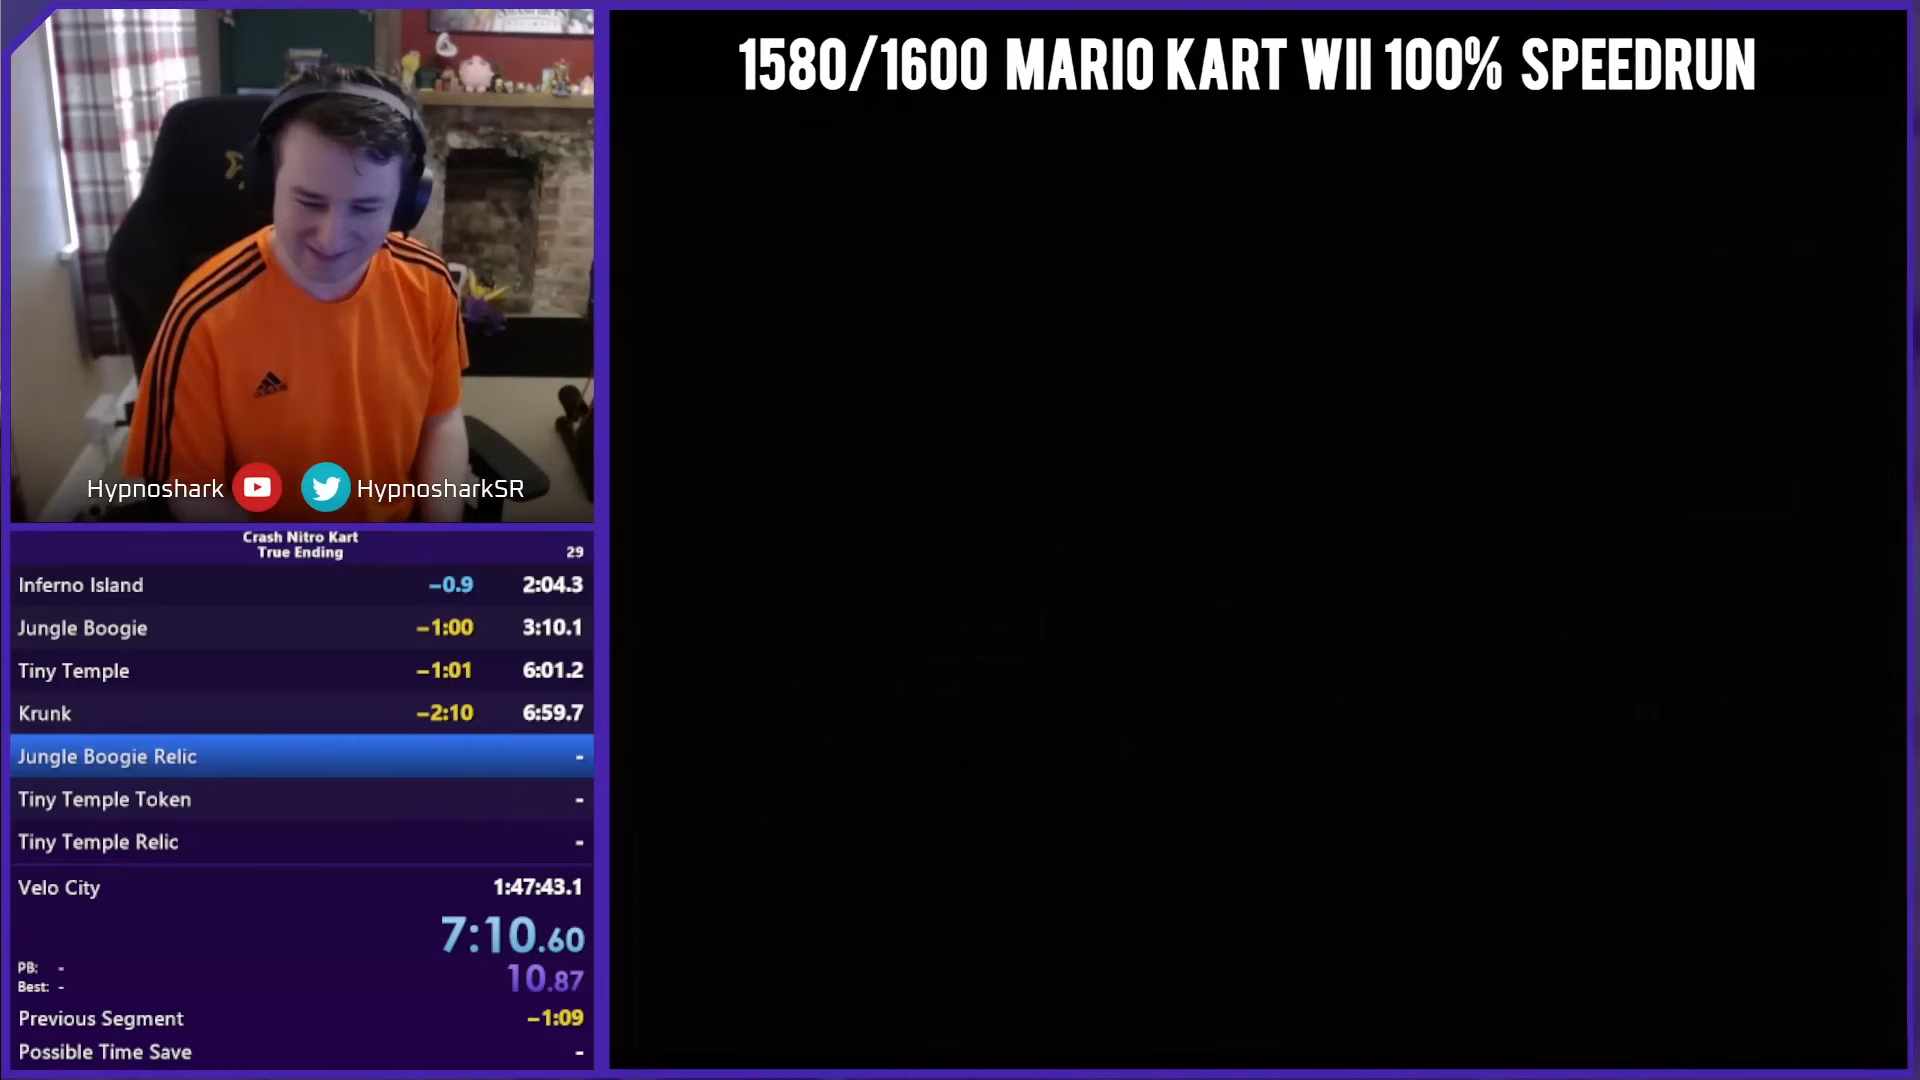 1580/1600 MARIO KART WII 100% SPEEDRUN
Hypnoshark HypnosharkSR
Crash Nitro Kart
True Ending 29
Inferno Island −0.9 2:04.3
Jungle Boogie −1:00 3:10.1
Tiny Temple −1:01 6:01.2
Krunk −2:10 6:59.7
Jungle Boogie Relic -
Tiny Temple Token -
Tiny Temple Relic -
Velo City 1:47:43.1
7:10.60
PB: -
10.87
Best: -
Previous Segment −1:09
Possible Time Save -